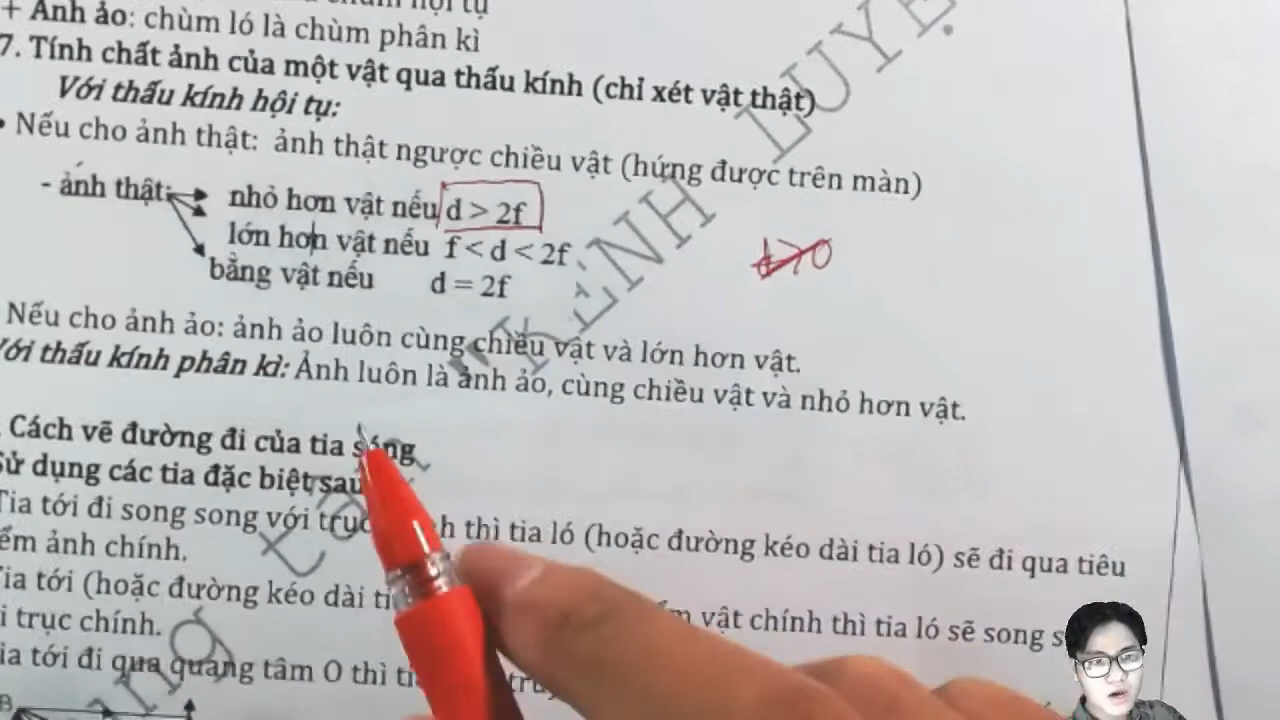 + Ảnh ảo: chùm ló là chùm phân kì
7. Tính chất ảnh của một vật qua thấu kính (chỉ xét vật thật)
Với thấu kính hội tụ:
• Nếu cho ảnh thật: ảnh thật ngược chiều vật (hứng được trên màn)
- ảnh thật: nhỏ hơn vật nếu d > 2f
lớn hơn vật nếu f < d < 2f
bằng vật nếu d = 2f
d>0
Nếu cho ảnh ảo: ảnh ảo luôn cùng chiều vật và lớn hơn vật.
Với thấu kính phân kì: Ảnh luôn là ảnh ảo, cùng chiều vật và nhỏ hơn vật.
. Cách vẽ đường đi của tia sáng
Sử dụng các tia đặc biệt sau
Tia tới đi song song với trục thì tia ló (hoặc đường kéo dài tia ló) sẽ đi qua tiêu
ảnh chính.
Tia tới (hoặc đường kéo dài vật chính thì tia ló sẽ song
trục chính.
tới đi qua quang tâm O thì
B
KÊNH LUYỆ